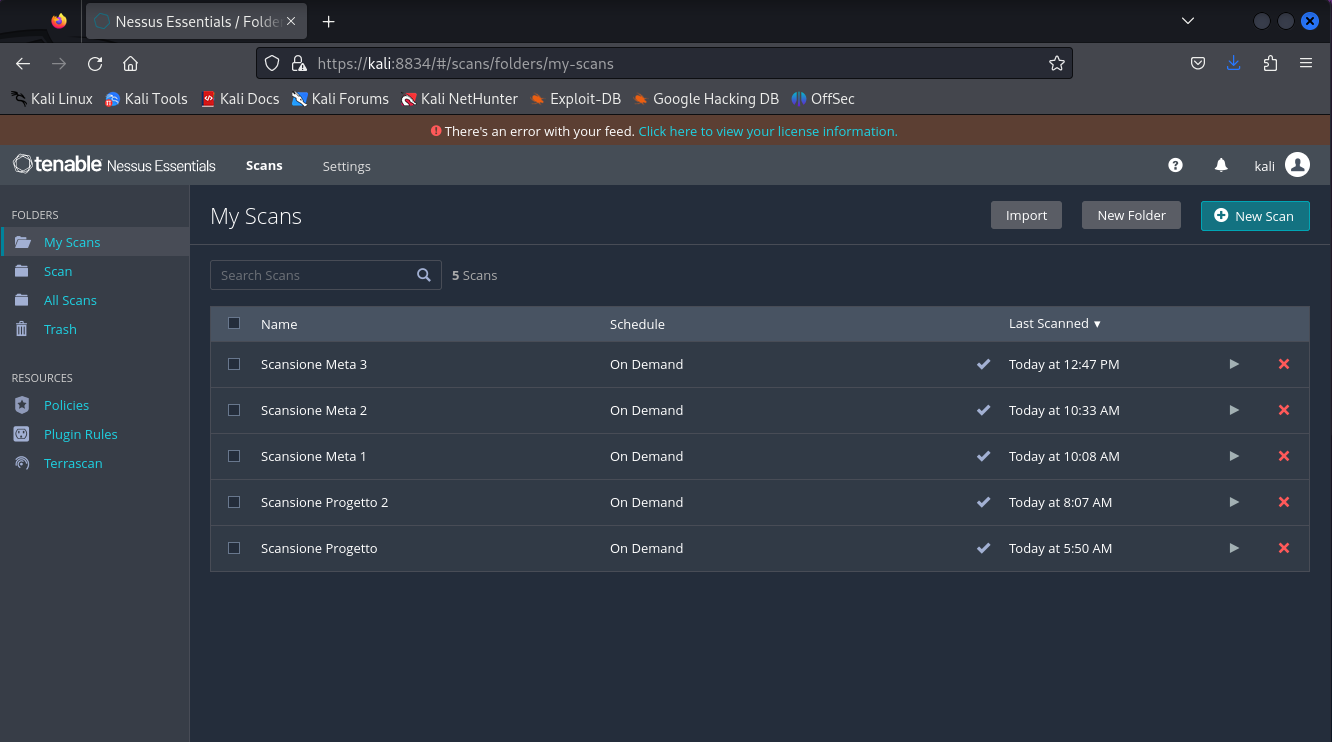 Nessus Essentials / Folde
https://kali:8834/#/scans/folders/my-scans
Kali Linux Kali Tools Kali Docs Kali Forums Kali NetHunter Exploit-DB Google Hacking DB OffSec
There's an error with your feed. Click here to view your license information.
tenable Nessus Essentials Scans Settings kali
FOLDERS
My Scans
Scan
All Scans
Trash
RESOURCES
Policies
Plugin Rules
Terrascan
My Scans Import New Folder New Scan
Search Scans 5 Scans
Name Schedule Last Scanned ▼
Scansione Meta 3 On Demand Today at 12:47 PM
Scansione Meta 2 On Demand Today at 10:33 AM
Scansione Meta 1 On Demand Today at 10:08 AM
Scansione Progetto 2 On Demand Today at 8:07 AM
Scansione Progetto On Demand Today at 5:50 AM